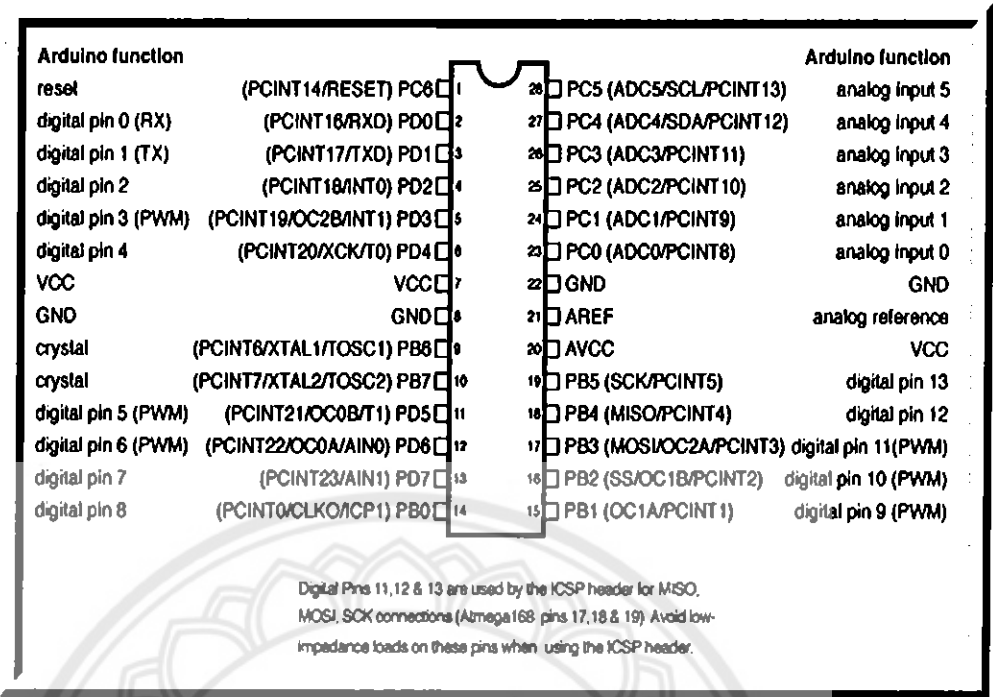 Arduino function Arduino function
reset (PCINT14/RESET) PC6 1 28 PC5 (ADC5/SCL/PCINT13) analog input 5
digital pin 0 (RX) (PCINT16/RXD) PD0 2 27 PC4 (ADC4/SDA/PCINT12) analog input 4
digital pin 1 (TX) (PCINT17/TXD) PD1 3 26 PC3 (ADC3/PCINT11) analog input 3
digital pin 2 (PCINT18/INT0) PD2 4 25 PC2 (ADC2/PCINT10) analog input 2
digital pin 3 (PWM) (PCINT19/OC2B/INT1) PD3 5 24 PC1 (ADC1/PCINT9) analog input 1
digital pin 4 (PCINT20/XCK/T0) PD4 6 23 PC0 (ADC0/PCINT8) analog input 0
VCC VCC 7 22 GND GND
GND GND 8 21 AREF analog reference
crystal (PCINT6/XTAL1/TOSC1) PB6 9 20 AVCC VCC
crystal (PCINT7/XTAL2/TOSC2) PB7 10 19 PB5 (SCK/PCINT5) digital pin 13
digital pin 5 (PWM) (PCINT21/OC0B/T1) PD5 11 18 PB4 (MISO/PCINT4) digital pin 12
digital pin 6 (PWM) (PCINT22/OC0A/AIN0) PD6 12 17 PB3 (MOSI/OC2A/PCINT3) digital pin 11(PWM)
digital pin 7 (PCINT23/AIN1) PD7 13 16 PB2 (SS/OC1B/PCINT2) digital pin 10 (PWM)
digital pin 8 (PCINT0/CLKO/ICP1) PB0 14 15 PB1 (OC1A/PCINT1) digital pin 9 (PWM)
Digital Pins 11,12 & 13 are used by the ICSP header for MISO,
MOSI, SCK connections (Atmega168 pins 17,18 & 19). Avoid low-
impedance loads on these pins when using the ICSP header.